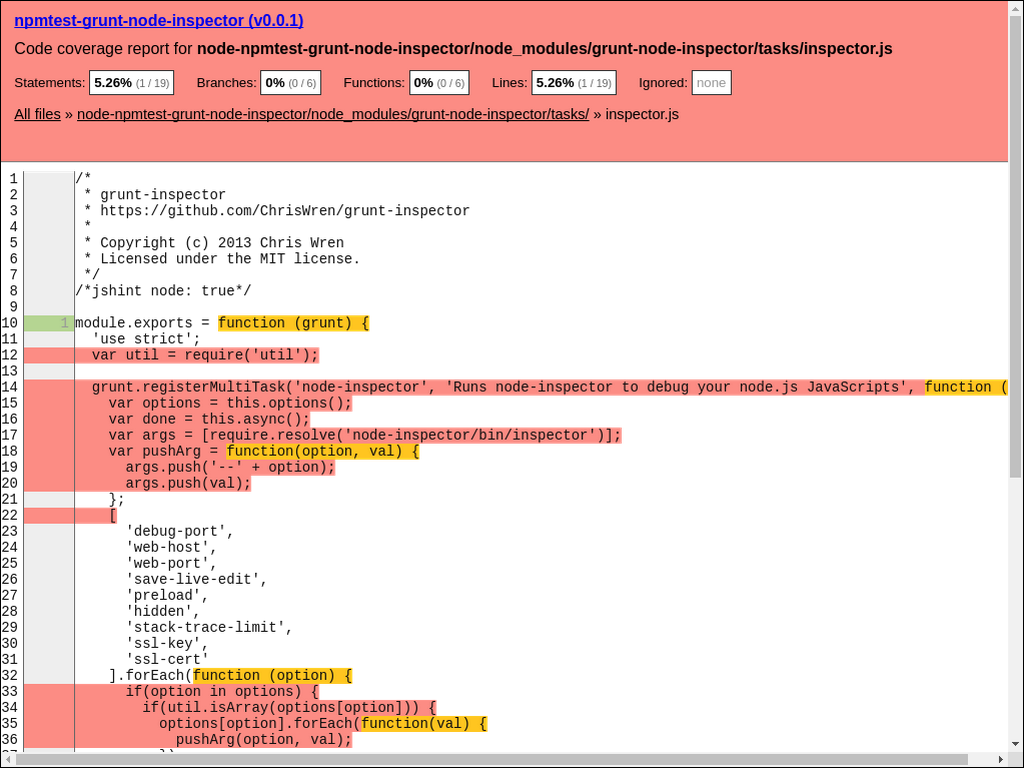 npmtest-grunt-node-inspector (v0.0.1)
Code coverage report for node-npmtest-grunt-node-inspector/node_modules/grunt-node-inspector/tasks/inspector.js
Statements: 5.26% (1 / 19) Branches: 0% (0 / 6) Functions: 0% (0 / 6) Lines: 5.26% (1 / 19) Ignored: none
All files » node-npmtest-grunt-node-inspector/node_modules/grunt-node-inspector/tasks/ » inspector.js
1 /*
2  * grunt-inspector
3  * https://github.com/ChrisWren/grunt-inspector
4  *
5  * Copyright (c) 2013 Chris Wren
6  * Licensed under the MIT license.
7  */
8 /*jshint node: true*/
9
10 1 module.exports = function (grunt) {
11   'use strict';
12   var util = require('util');
13
14   grunt.registerMultiTask('node-inspector', 'Runs node-inspector to debug your node.js JavaScripts', function (
15     var options = this.options();
16     var done = this.async();
17     var args = [require.resolve('node-inspector/bin/inspector')];
18     var pushArg = function(option, val) {
19       args.push('--' + option);
20       args.push(val);
21     };
22     [
23       'debug-port',
24       'web-host',
25       'web-port',
26       'save-live-edit',
27       'preload',
28       'hidden',
29       'stack-trace-limit',
30       'ssl-key',
31       'ssl-cert'
32     ].forEach(function (option) {
33       if(option in options) {
34         if(util.isArray(options[option])) {
35           options[option].forEach(function(val) {
36             pushArg(option, val);